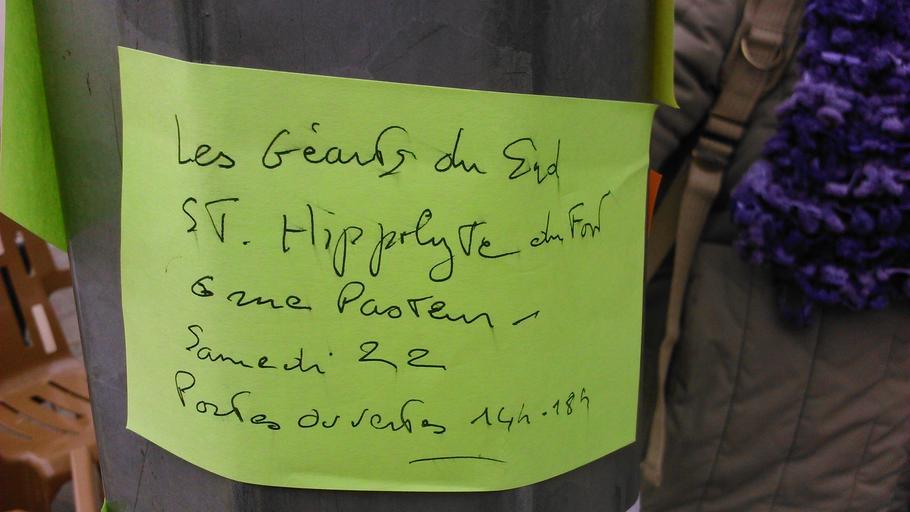 Les Géants du Sud
ST. Hippolyte du Fort
6 rue Pasteur -
Samedi 22
Portes ouvertes 14h-18h